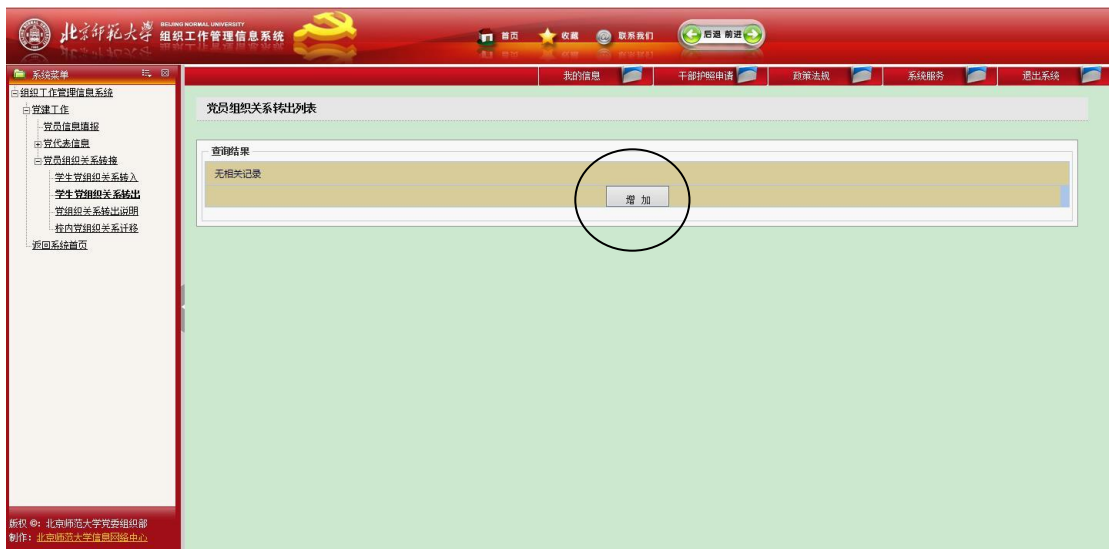 北京师范大学
BEIJING NORMAL UNIVERSITY
组织工作管理信息系统
首页 收藏 联系我们 后退 前进
系统菜单
我的信息 干部护照申请 政策法规 系统服务 退出系统
组织工作管理信息系统
党建工作
党员信息填报
党代表信息
党员组织关系转接
学生党组织关系转入
学生党组织关系转出
党组织关系转出说明
校内党组织关系迁移
返回系统首页
党员组织关系转出列表
查询结果
无相关记录
增 加
版权 ©: 北京师范大学党委组织部
制作: 北京师范大学信息网络中心